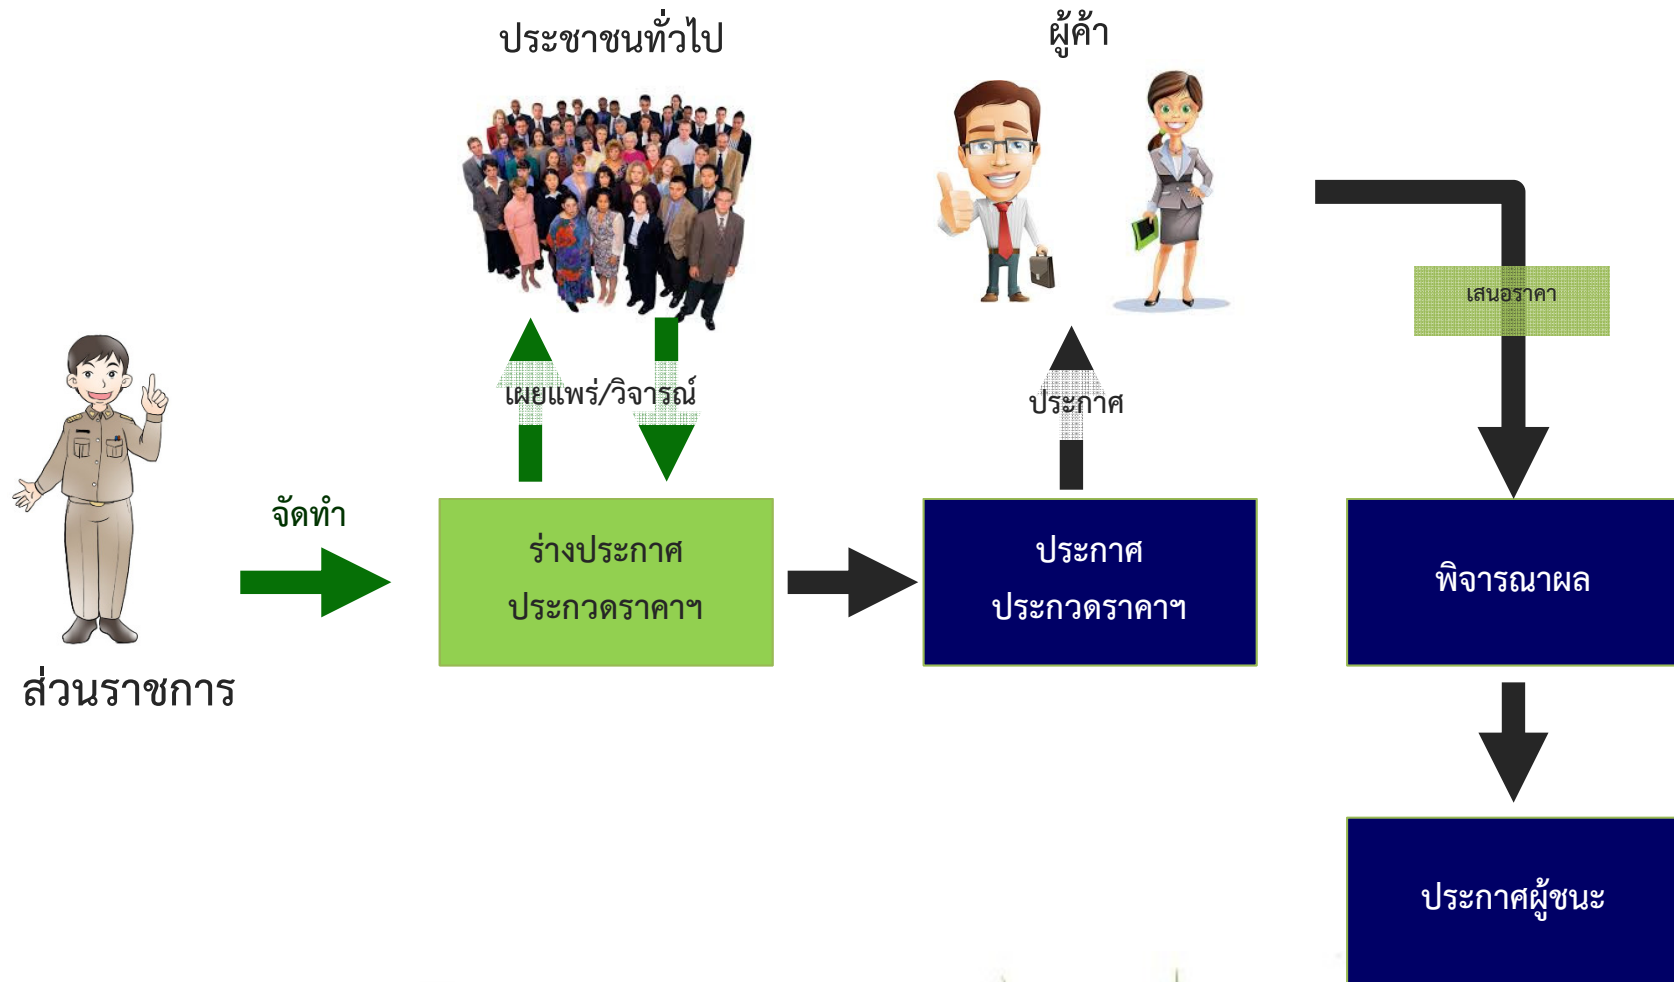 ประชาชนทั่วไป
ผู้ค้า
เสนอราคา
เผยแพร่/วิจารณ์
ประกาศ
จัดทำ
ร่างประกาศ
ประกวดราคาฯ
ประกาศ
ประกวดราคาฯ
พิจารณาผล
ส่วนราชการ
ประกาศผู้ชนะ